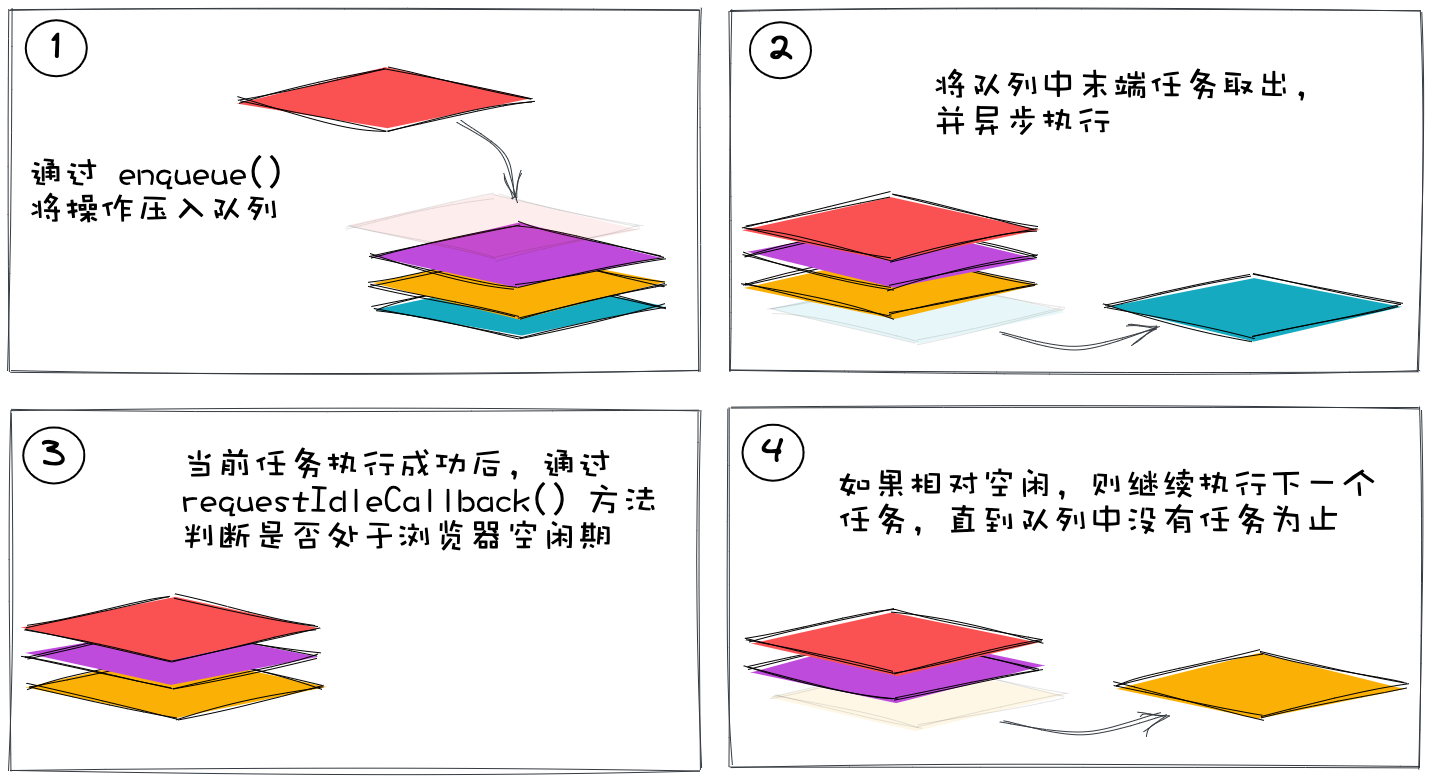 1
通过 enqueue()
将操作压入队列
2
将队列中末端任务取出，
并异步执行
3
当前任务执行成功后，通过
requestIdleCallback() 方法
判断是否处于浏览器空闲期
4
如果相对空闲，则继续执行下一个
任务，直到队列中没有任务为止